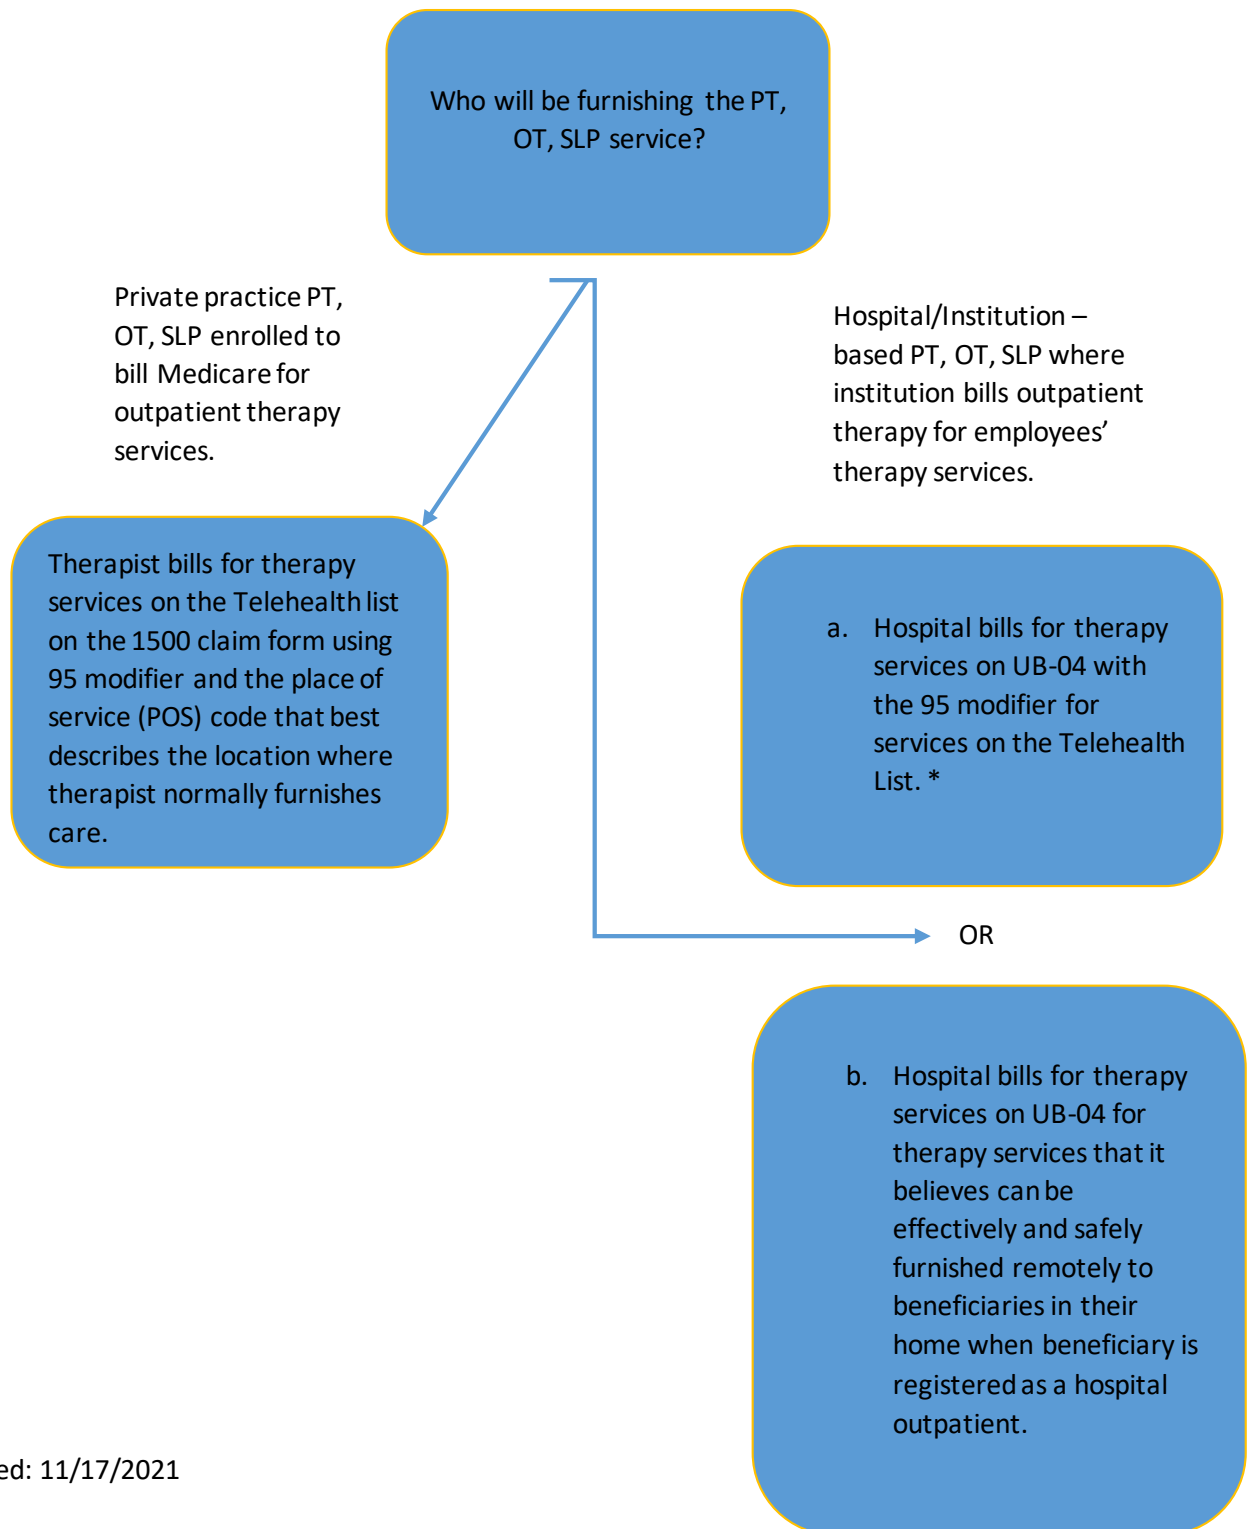 Who will be furnishing the PT,
OT, SLP service?
Private practice PT,
OT, SLP enrolled to
bill Medicare for
outpatient therapy
services.
Hospital/Institution –
based PT, OT, SLP where
institution bills outpatient
therapy for employees’
therapy services.
Therapist bills for therapy
services on the Telehealth list
on the 1500 claim form using
95 modifier and the place of
service (POS) code that best
describes the location where
therapist normally furnishes
care.
a. Hospital bills for therapy
services on UB-04 with
the 95 modifier for
services on the Telehealth
List. *
OR
b. Hospital bills for therapy
services on UB-04 for
therapy services that it
believes can be
effectively and safely
furnished remotely to
beneficiaries in their
home when beneficiary is
registered as a hospital
outpatient.
ed: 11/17/2021